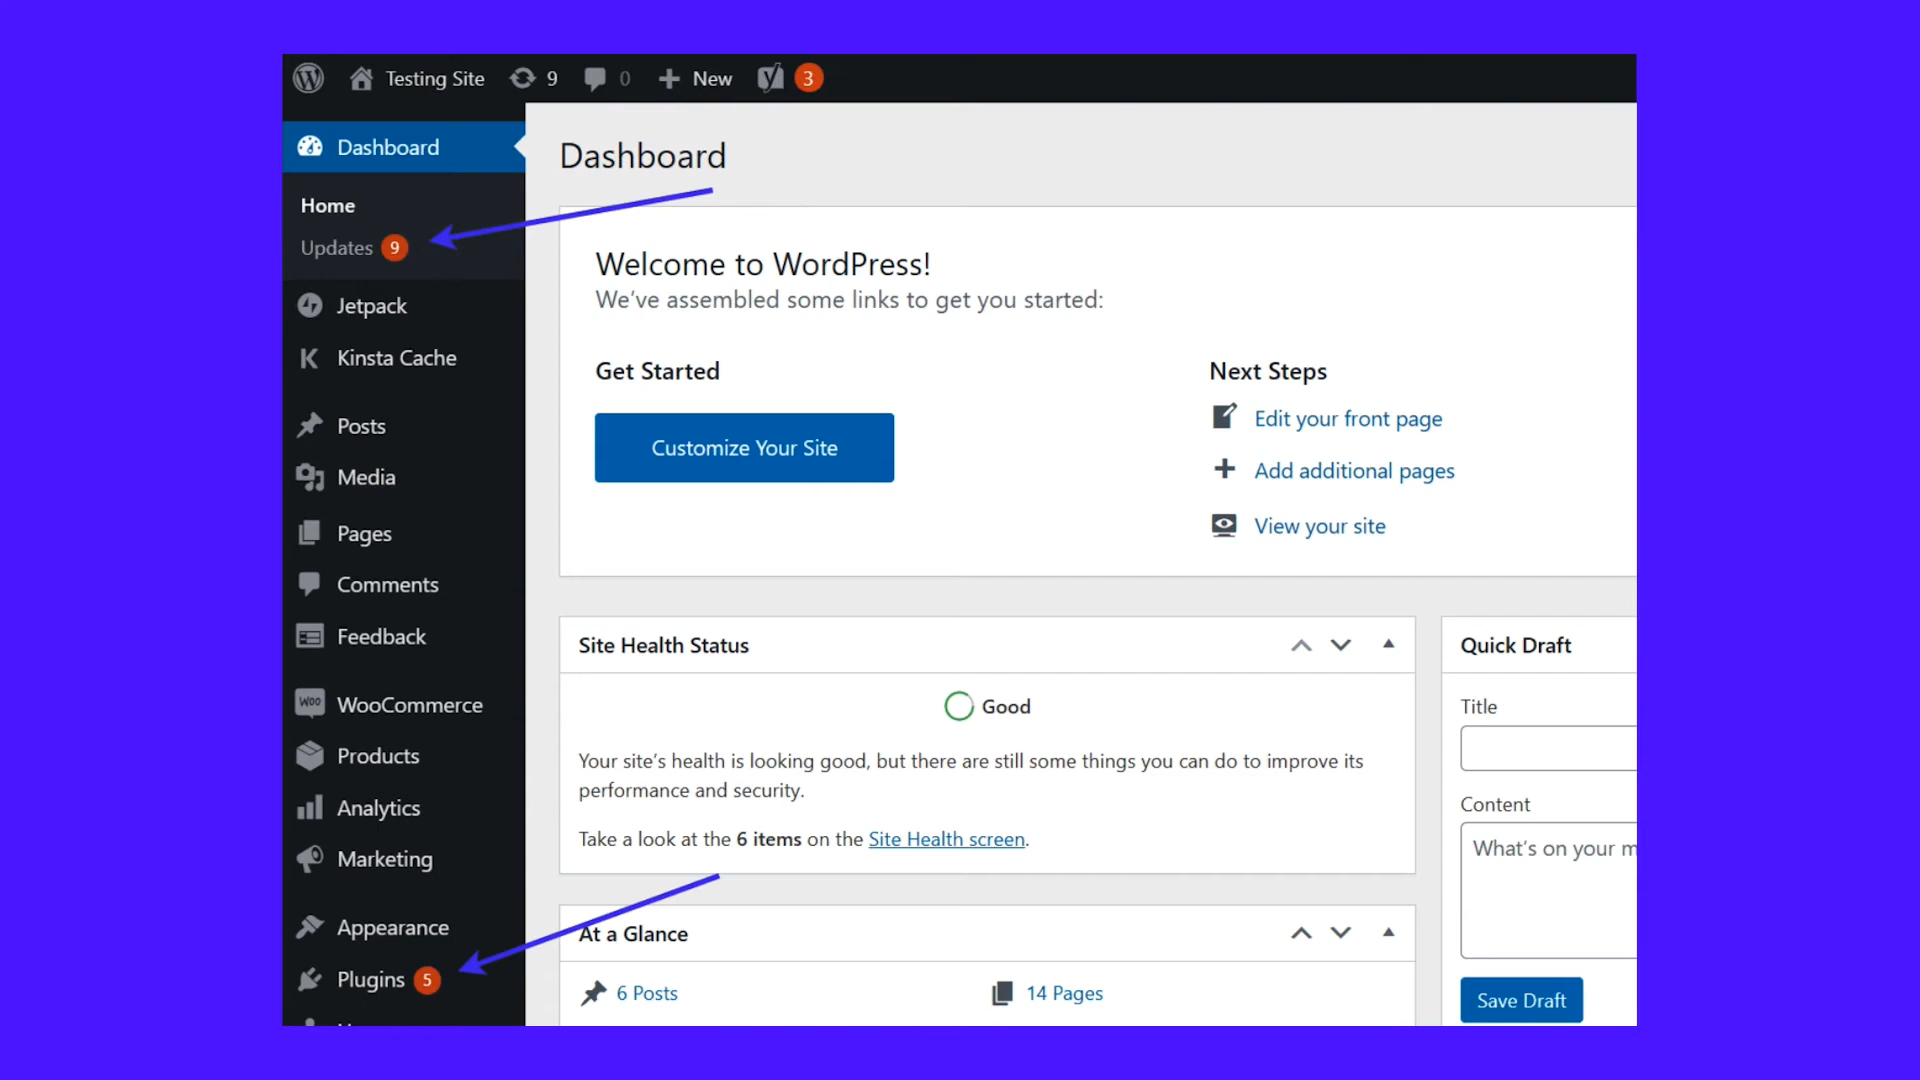 Testing Site 9 0 New 3
Dashboard
Home
Updates 9
Jetpack
Kinsta Cache
Posts
Media
Pages
Comments
Feedback
WOO WooCommerce
Products
Analytics
Marketing
Appearance
Plugins 5
Dashboard
Welcome to WordPress!
We've assembled some links to get you started:
Get Started
Customize Your Site
Next Steps
Edit your front page
Add additional pages
View your site
Site Health Status
Good
Your site's health is looking good, but there are still some things you can do to improve its
performance and security.
Take a look at the 6 items on the Site Health screen.
At a Glance
6 Posts
14 Pages
Quick Draft
Title
Content
What's on your m
Save Draft